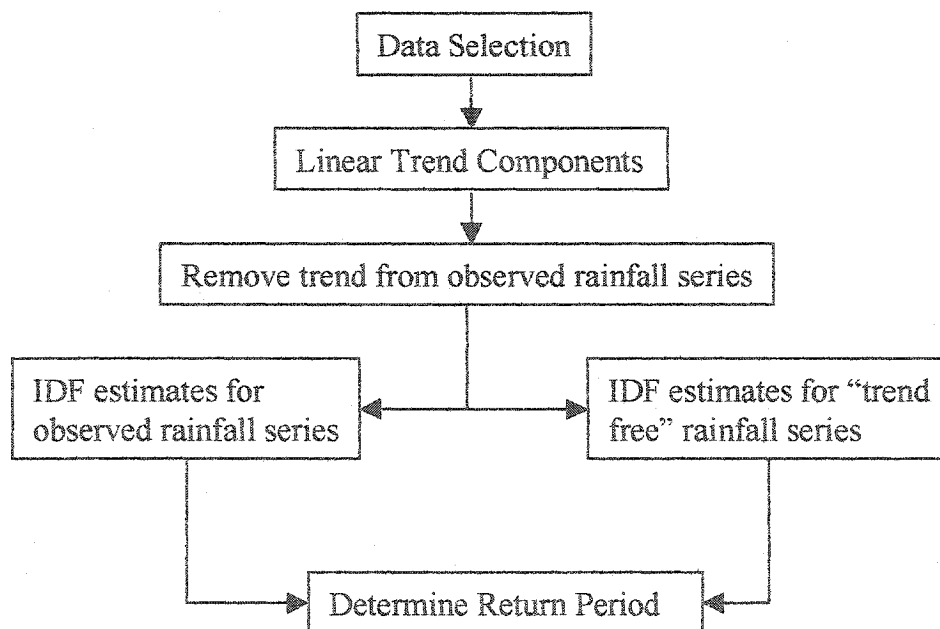 Data Selection
Linear Trend Components
Remove trend from observed rainfall series
IDF estimates for
observed rainfall series
IDF estimates for “trend
free” rainfall series
Determine Return Period